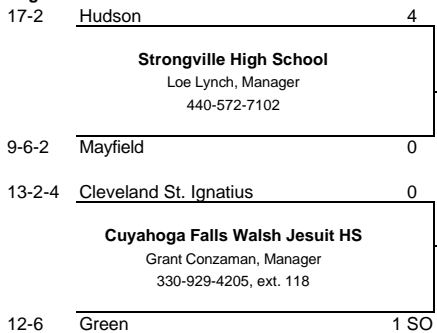 17-2 Hudson 4
Strongville High School
Loe Lynch, Manager
440-572-7102
9-6-2 Mayfield 0
13-2-4 Cleveland St. Ignatius 0
Cuyahoga Falls Walsh Jesuit HS
Grant Conzaman, Manager
330-929-4205, ext. 118
12-6 Green 1 SO